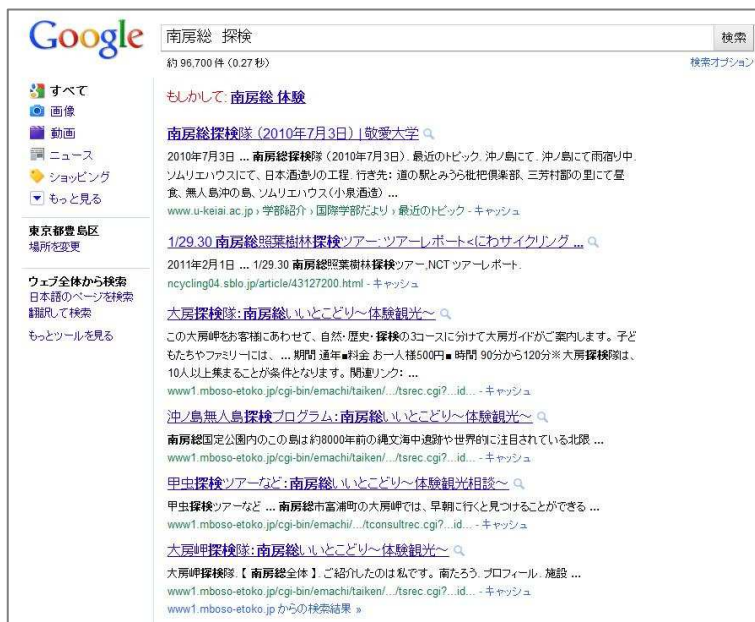 Google
南房総 探検
検索
約 96,700 件 (0.27 秒)
検索オプション
すべて
画像
動画
ニュース
ショッピング
もっと見る
東京都豊島区
場所を変更
ウェブ全体から検索
日本語のページを検索
翻訳して検索
もっとツールを見る
もしかして: 南房総 体験
南房総探検隊 (2010年7月3日) | 敬愛大学
2010年7月3日 ... 南房総探検隊 (2010年7月3日). 最近のトピック. 沖ノ島にて. 沖ノ島にて雨宿り中.
ソムリエハウスにて、日本酒造りの工程. 行き先: 道の駅とみうら枇杷倶楽部、三芳村鄙の里にて昼
食、無人島沖の島、ソムリエハウス(小泉酒造) ...
www.u-keiai.ac.jp › 学部紹介 › 国際学部だより › 最近のトピック - キャッシュ
1/29.30 南房総照葉樹林探検ツアー: ツアーレポート<にわサイクリング ...
2011年2月1日 ... 1/29.30 南房総照葉樹林探検ツアー,NCT ツアーレポート.
ncycling04.sblo.jp/article/43127200.html - キャッシュ
大房探検隊: 南房総いいとこどり～体験観光～
この大房岬をお客様にあわせて、自然・歴史・探検の3コースに分けて大房ガイドがご案内します。子ど
もたちやファミリーには、 ... 期間 通年■料金 お一人様500円■ 時間 90分から120分※大房探検隊は、
10人以上集まることが条件となります。 関連リンク: ...
www1.mboso-etoko.jp/cgi-bin/emachi/taiken/.../tsrec.cgi?...id... - キャッシュ
沖ノ島無人島探検プログラム: 南房総いいとこどり～体験観光～
南房総国定公園内のこの島は約8000年前の縄文海中遺跡や世界的に注目されている北限 ...
www1.mboso-etoko.jp/cgi-bin/emachi/taiken/.../tsrec.cgi?...id... - キャッシュ
甲虫探検ツアーなど: 南房総いいとこどり～体験観光相談～
甲虫探検ツアーなど ... 南房総市富浦町の大房岬では、早朝に行くと見つけることができる ...
www1.mboso-etoko.jp/cgi-bin/emachi/.../tconsultrec.cgi?...id... - キャッシュ
大房岬探検隊: 南房総いいとこどり～体験観光～
大房岬探検隊. 【 南房総全体 】. ご紹介したのは私です。 南たろう. プロフィール. 施設 ...
www1.mboso-etoko.jp/cgi-bin/emachi/taiken/.../tsrec.cgi?...id... - キャッシュ
www1.mboso-etoko.jp からの検索結果 »